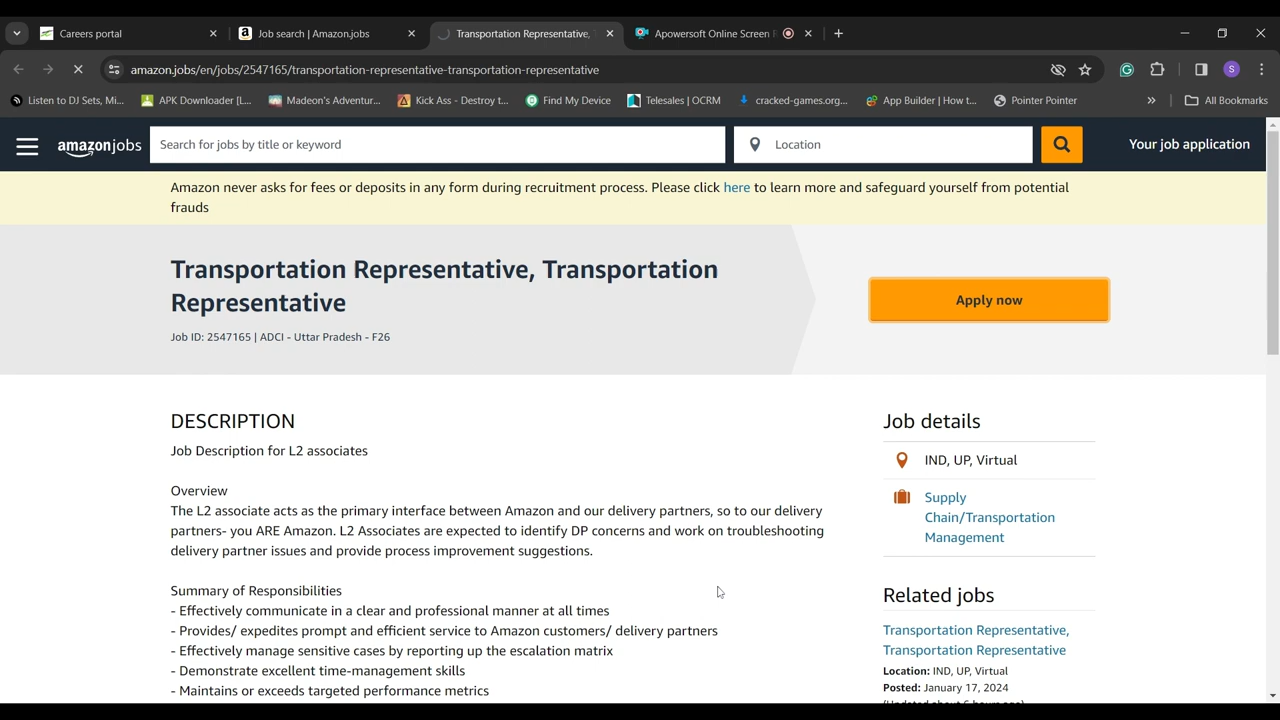 Careers portal
Job search | Amazon.jobs
Transportation Representative,
Apowersoft Online Screen
amazon.jobs/en/jobs/2547165/transportation-representative-transportation-representative
S
Listen to DJ Sets, Mi...
APK Downloader [L...
Madeon's Adventur...
Kick Ass - Destroy t...
Find My Device
Telesales | OCRM
cracked-games.org...
App Builder | How t...
Pointer Pointer
All Bookmarks
amazonjobs
Search for jobs by title or keyword
Location
Your job application
Amazon never asks for fees or deposits in any form during recruitment process. Please click here to learn more and safeguard yourself from potential
frauds
Transportation Representative, Transportation
Representative
Job ID: 2547165 | ADCI - Uttar Pradesh - F26
Apply now
DESCRIPTION
Job Description for L2 associates
Overview
The L2 associate acts as the primary interface between Amazon and our delivery partners, so to our delivery
partners- you ARE Amazon. L2 Associates are expected to identify DP concerns and work on troubleshooting
delivery partner issues and provide process improvement suggestions.
Summary of Responsibilities
- Effectively communicate in a clear and professional manner at all times
- Provides/ expedites prompt and efficient service to Amazon customers/ delivery partners
- Effectively manage sensitive cases by reporting up the escalation matrix
- Demonstrate excellent time-management skills
- Maintains or exceeds targeted performance metrics
Job details
IND, UP, Virtual
Supply
Chain/Transportation
Management
Related jobs
Transportation Representative,
Transportation Representative
Location: IND, UP, Virtual
Posted: January 17, 2024
(Updated about 6 hours ago)